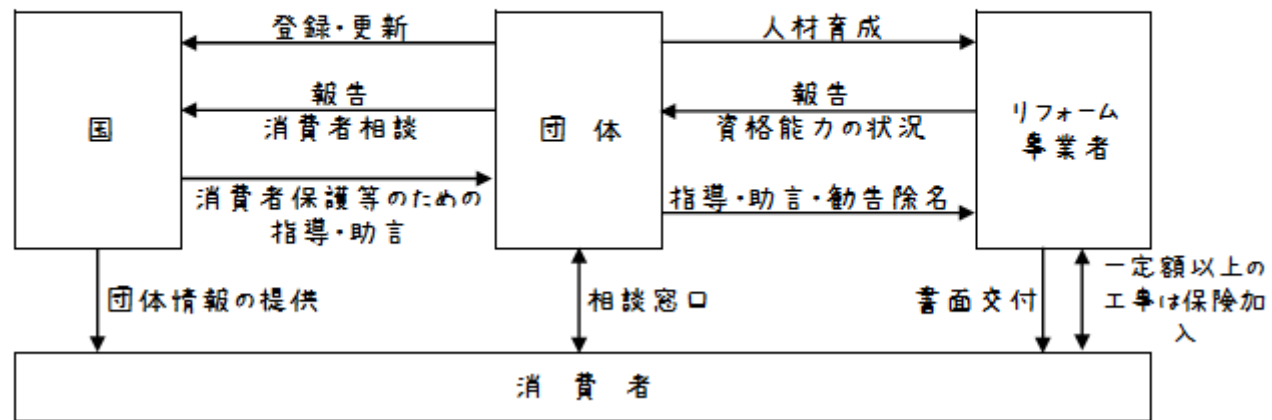 登録・更新
人材育成
報告
消費者相談
報告
資格能力の状況
国
団 体
リフォーム
事業者
消費者保護等のための
指導・助言
指導・助言・勧告除名
団体情報の提供
相談窓口
書面交付
一定額以上の
工事は保険加
入
消 費 者